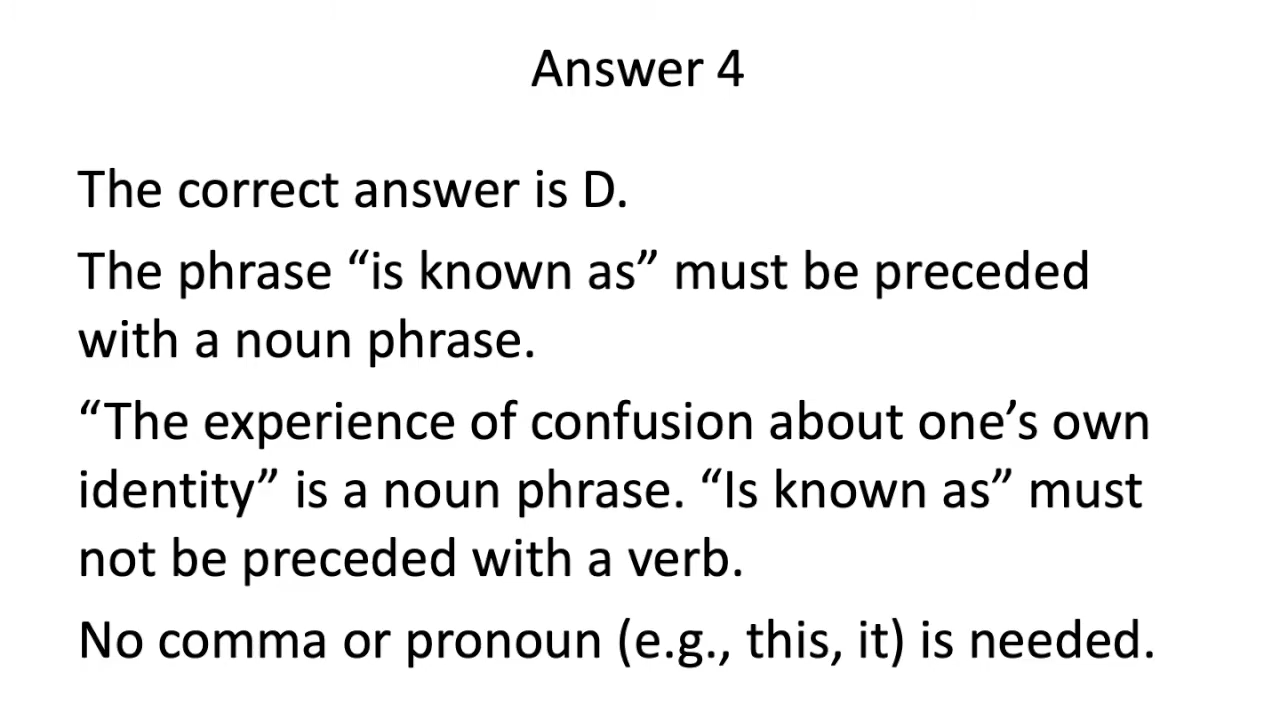 Answer 4
The correct answer is D.
The phrase “is known as” must be preceded
with a noun phrase.
“The experience of confusion about one’s own
identity” is a noun phrase. “Is known as” must
not be preceded with a verb.
No comma or pronoun (e.g., this, it) is needed.